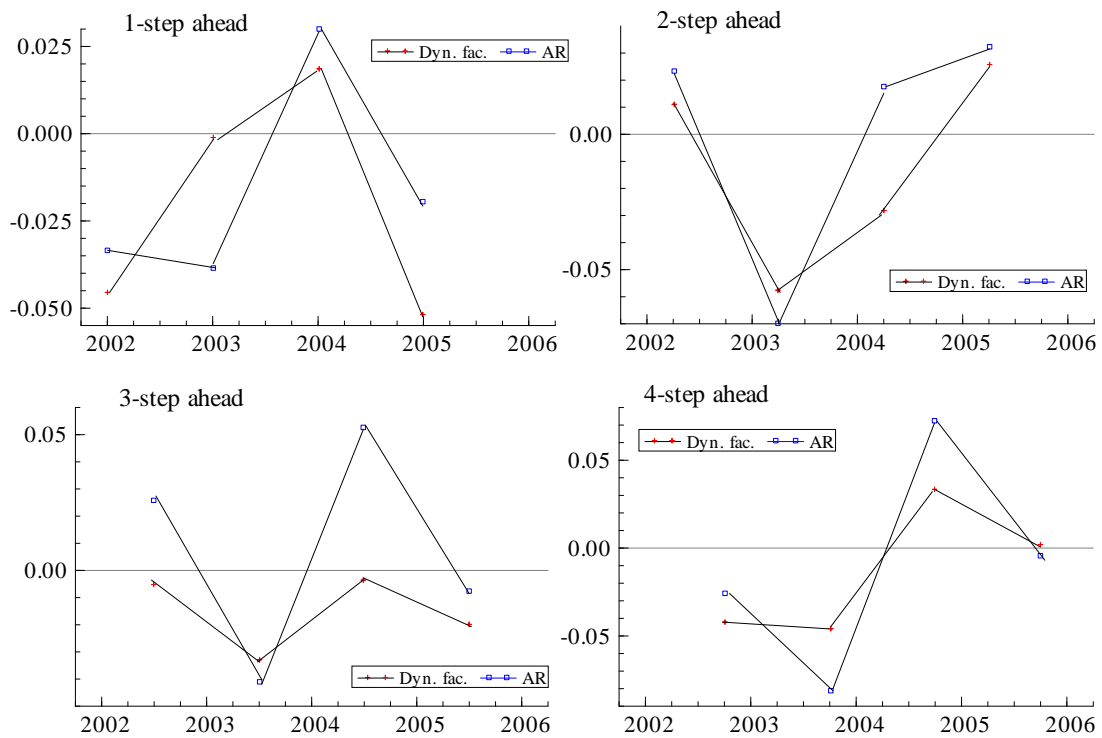 1-step ahead
Dyn. fac. AR
0.025
0.000
-0.025
-0.050
2002 2003 2004 2005 2006
2-step ahead
0.00
-0.05
Dyn. fac. AR
2002 2003 2004 2005 2006
3-step ahead
0.05
0.00
Dyn. fac. AR
2002 2003 2004 2005 2006
4-step ahead
Dyn. fac. AR
0.05
0.00
-0.05
2002 2003 2004 2005 2006